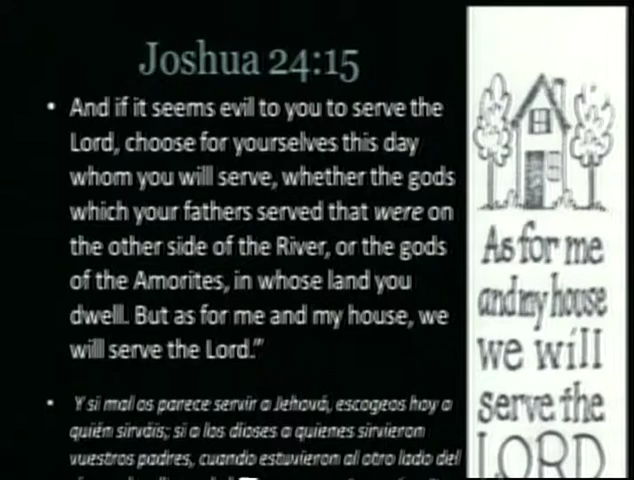 Joshua 24:15
• And if it seems evil to you to serve the
Lord, choose for yourselves this day
whom you will serve, whether the gods
which your fathers served that were on
the other side of the River, or the gods
of the Amorites, in whose land you
dwell. But as for me and my house, we
will serve the Lord.”
• Y si mal os parece servir a Jehová, escogeos hoy a
quién sirváis; si a los dioses a quienes sirvieron
vuestros padres, cuando estuvieron al otro lado del
As for me
and my house
we will
serve the
LORD